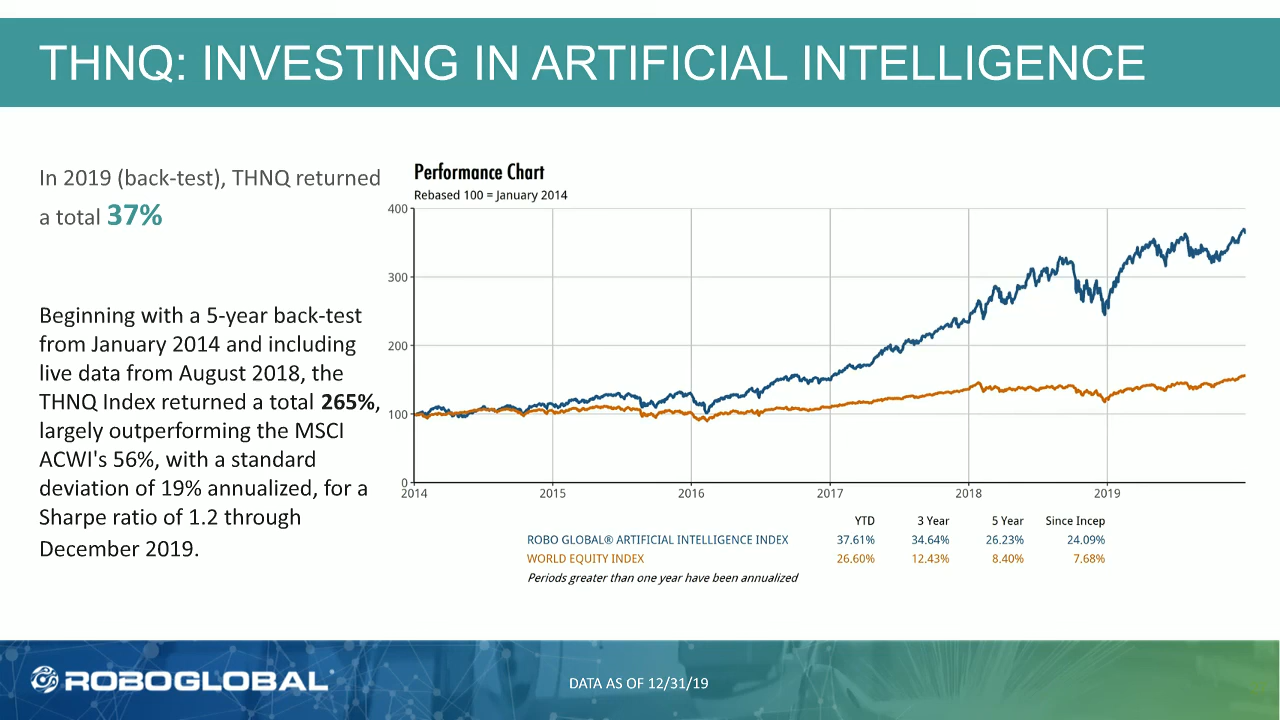 THNQ: INVESTING IN ARTIFICIAL INTELLIGENCE
In 2019 (back-test), THNQ returned
a total 37%
Beginning with a 5-year back-test
from January 2014 and including
live data from August 2018, the
THNQ Index returned a total 265%,
largely outperforming the MSCI
ACWI's 56%, with a standard
deviation of 19% annualized, for a
Sharpe ratio of 1.2 through
December 2019.
Performance Chart
Rebased 100 = January 2014
400
300
200
100
0
2014 2015 2016 2017 2018 2019
YTD 3 Year 5 Year Since Incep
ROBO GLOBAL® ARTIFICIAL INTELLIGENCE INDEX 37.61% 34.64% 26.23% 24.09%
WORLD EQUITY INDEX 26.60% 12.43% 8.40% 7.68%
Periods greater than one year have been annualized
ROBOGLOBAL
DATA AS OF 12/31/19